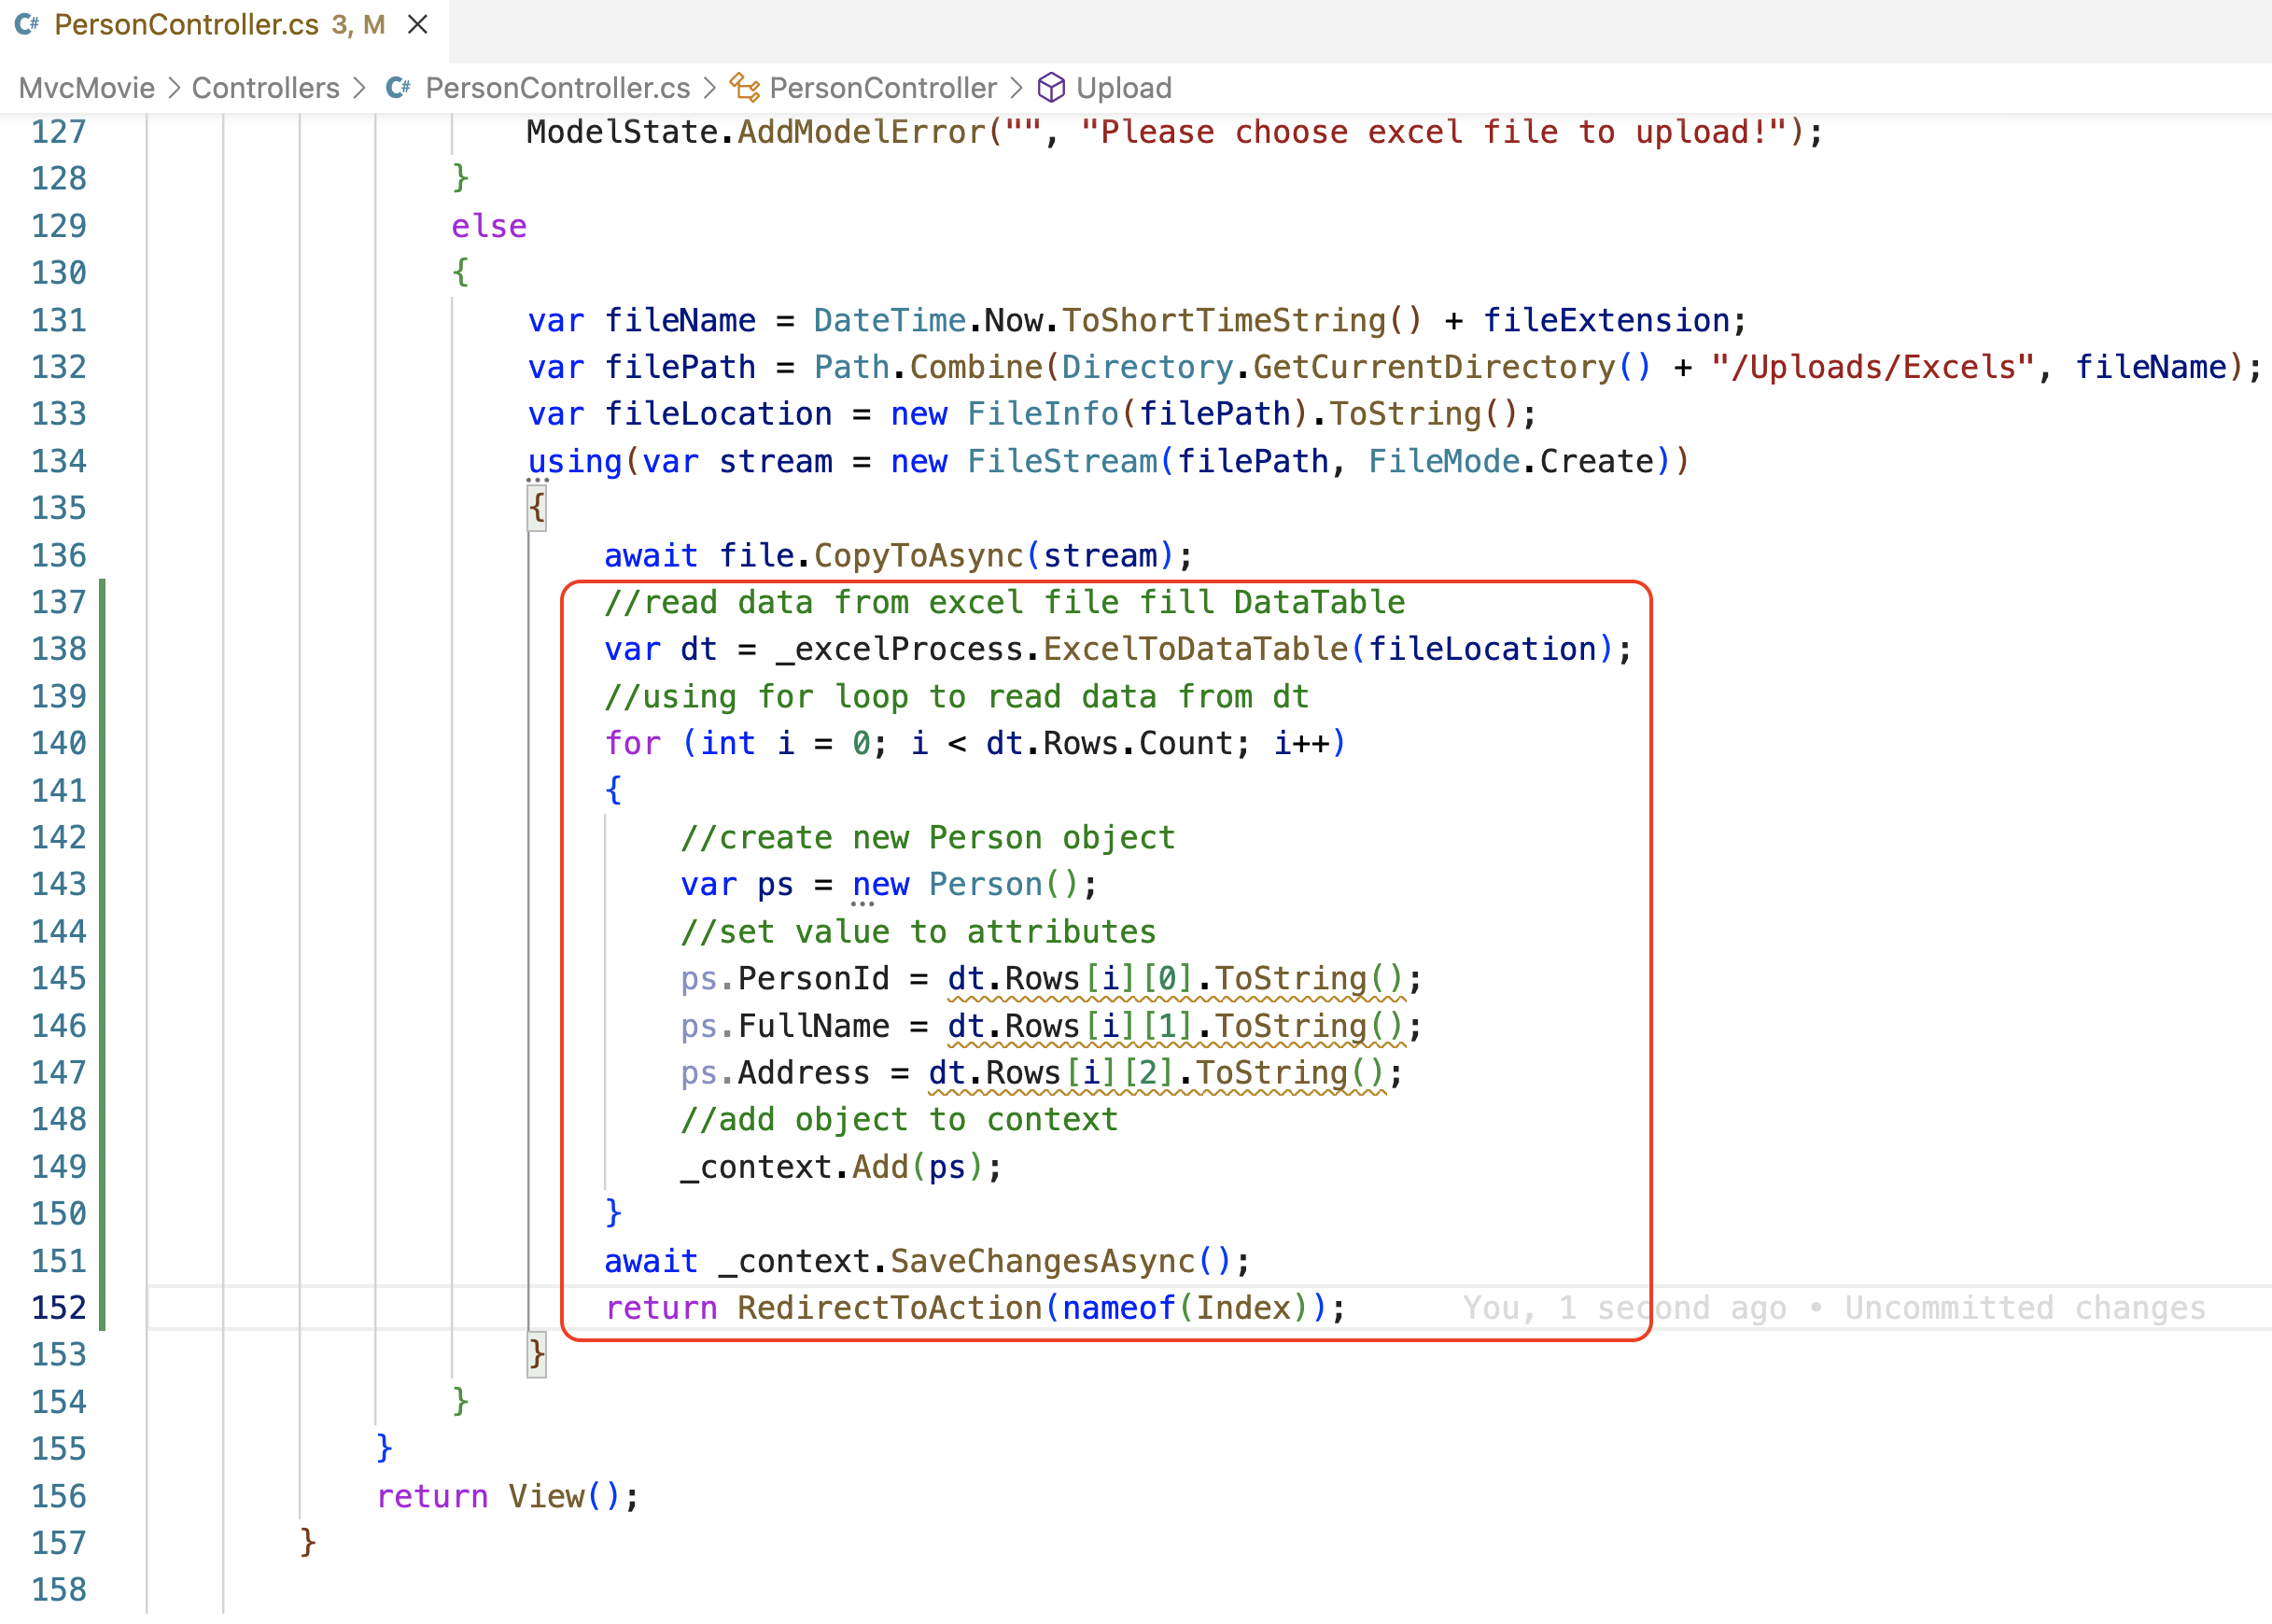 C# PersonController.cs 3, M
MvcMovie > Controllers > C# PersonController.cs > PersonController > Upload
127 ModelState.AddModelError("", "Please choose excel file to upload!");
128 }
129 else
130 {
131 var fileName = DateTime.Now.ToShortTimeString() + fileExtension;
132 var filePath = Path.Combine(Directory.GetCurrentDirectory() + "/Uploads/Excels", fileName);
133 var fileLocation = new FileInfo(filePath).ToString();
134 using(var stream = new FileStream(filePath, FileMode.Create))
135 {
136 await file.CopyToAsync(stream);
137 //read data from excel file fill DataTable
138 var dt = _excelProcess.ExcelToDataTable(fileLocation);
139 //using for loop to read data from dt
140 for (int i = 0; i < dt.Rows.Count; i++)
141 {
142 //create new Person object
143 var ps = new Person();
144 //set value to attributes
145 ps.PersonId = dt.Rows[i][0].ToString();
146 ps.FullName = dt.Rows[i][1].ToString();
147 ps.Address = dt.Rows[i][2].ToString();
148 //add object to context
149 _context.Add(ps);
150 }
151 await _context.SaveChangesAsync();
152 return RedirectToAction(nameof(Index)); You, 1 second ago • Uncommitted changes
153 }
154 }
155 }
156 return View();
157 }
158